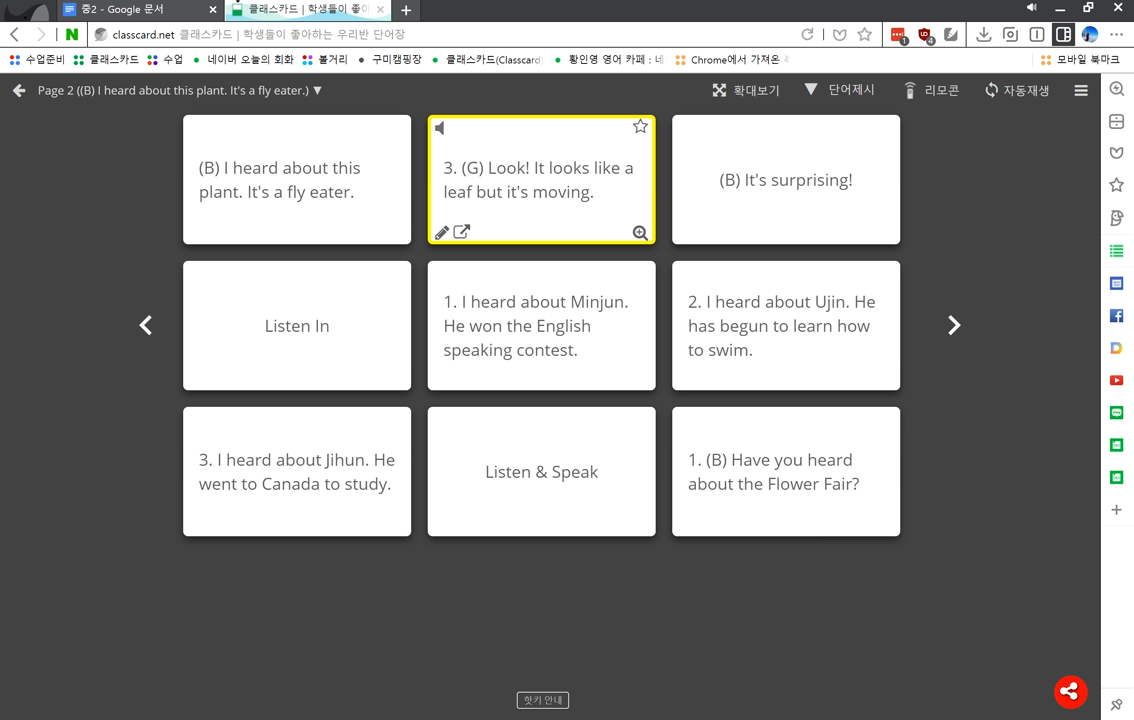 중2 - Google 문서
클래스카드 | 학생들이 좋아
classcard.net 클래스카드 | 학생들이 좋아하는 우리반 단어장
수업준비 클래스카드 수업 네이버 오늘의 회화 볼거리 구미캠핑장 클래스카드(Classcard) 황인영 영어 카페 : 네 Chrome에서 가져온 모바일 북마크
Page 2 ((B) I heard about this plant. It's a fly eater.) ▼
확대보기 ▼ 단어제시 리모콘 자동재생
(B) I heard about this
plant. It's a fly eater.
3. (G) Look! It looks like a
leaf but it's moving.
(B) It's surprising!
Listen In
1. I heard about Minjun.
He won the English
speaking contest.
2. I heard about Ujin. He
has begun to learn how
to swim.
3. I heard about Jihun. He
went to Canada to study.
Listen & Speak
1. (B) Have you heard
about the Flower Fair?
핫키 안내